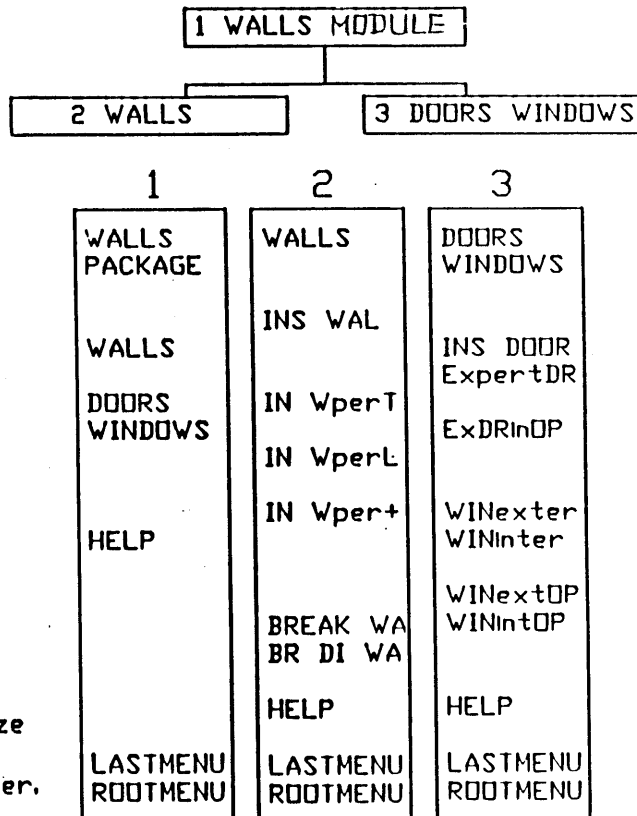 1 WALLS MODULE
2 WALLS
3 DOORS WINDOWS
1
WALLS
PACKAGE
WALLS
DOORS
WINDOWS
HELP
LASTMENU
ROOTMENU
2
WALLS
INS WAL
IN WperT
IN WperL
IN Wper+
BREAK WA
BR DI WA
HELP
LASTMENU
ROOTMENU
3
DOORS
WINDOWS
INS DOOR
ExpertDR
ExDRInOP
WINexter
WINinter
WINextOP
WINintOP
HELP
LASTMENU
ROOTMENU
ze
er.